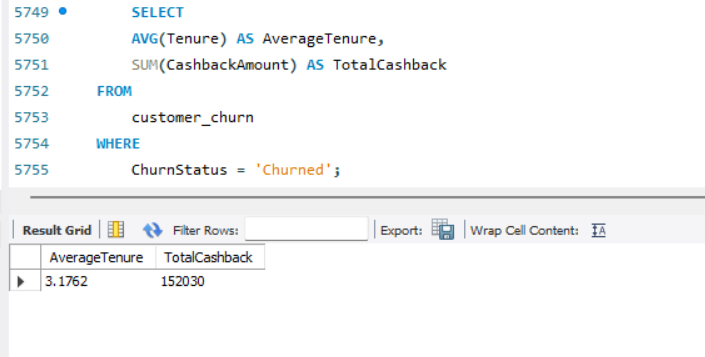 5749 SELECT
5750 AVG(Tenure) AS AverageTenure,
5751 SUM(CashbackAmount) AS TotalCashback
5752 FROM
5753 customer_churn
5754 WHERE
5755 ChurnStatus = 'Churned';
Result Grid Filter Rows: Export: Wrap Cell Content: IA
AverageTenure TotalCashback
3.1762 152030